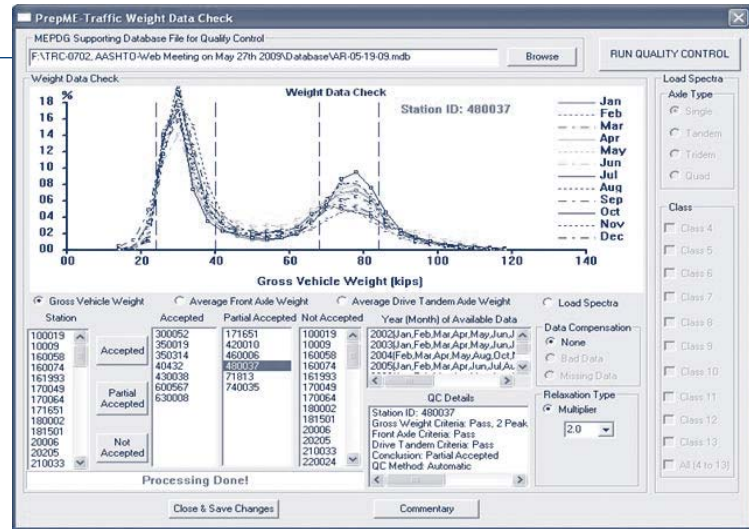 PrepME-Traffic Weight Data Check
MEPDG Supporting Database File for Qualify Control
F:\TRC-0702, AASHTO-Web Meeting on May 27th 2009\Database\AR-05-19-09.mdb
Browse
RUN QUALITY CONTROL
Weight Data Check
%
Weight Data Check
Station ID: 480037
18
16
14
12
10
08
06
04
02
00
00 20 40 60 80 100 120 140
Gross Vehicle Weight (kips)
Jan
Feb
Mar
Apr
May
Jun
Jul
Aug
Sep
Oct
Nov
Dec
Load Spectra
Axle Type
Single
Tandem
Tridem
Quad
Class
Class 4
Class 5
Class 6
Class 7
Class 8
Class 9
Class 10
Class 11
Class 12
Class 13
All (4 to 13)
Gross Vehicle Weight
Average Front Axle Weight
Average Drive Tandem Axle Weight
Load Spectra
Station
100019
10009
160058
160074
161993
170049
170064
171651
180002
181501
20006
20205
210033
Accepted
Partial
Accepted
Not
Accepted
Accepted
300052
350019
350314
40432
430038
600567
630008
Partial Accepted
171651
420010
460006
480037
71813
740035
Not Accepted
100019
10009
160058
160074
170049
170064
180002
181501
20006
20205
210033
220024
Year (Month) of Available Data
2002(Jan,Feb,Mar,Apr,May,Jun,J
2003(Jan,Feb,Mar,Apr,May,Jun,J
2004(Feb,Mar,Apr,May,Aug,Oct,
2005(Jan,Feb,Mar,Apr,Jun,Jul,Au
QC Details
Station ID: 480037
Gross Weight Criteria: Pass, 2 Peak
Front Axle Criteria: Pass
Drive Tandem Criteria: Pass
Conclusion: Partial Accepted
QC Method: Automatic
Data Compensation
None
Bad Data
Missing Data
Relaxation Type
Multiplier
2.0
Processing Done!
Close & Save Changes
Commentary